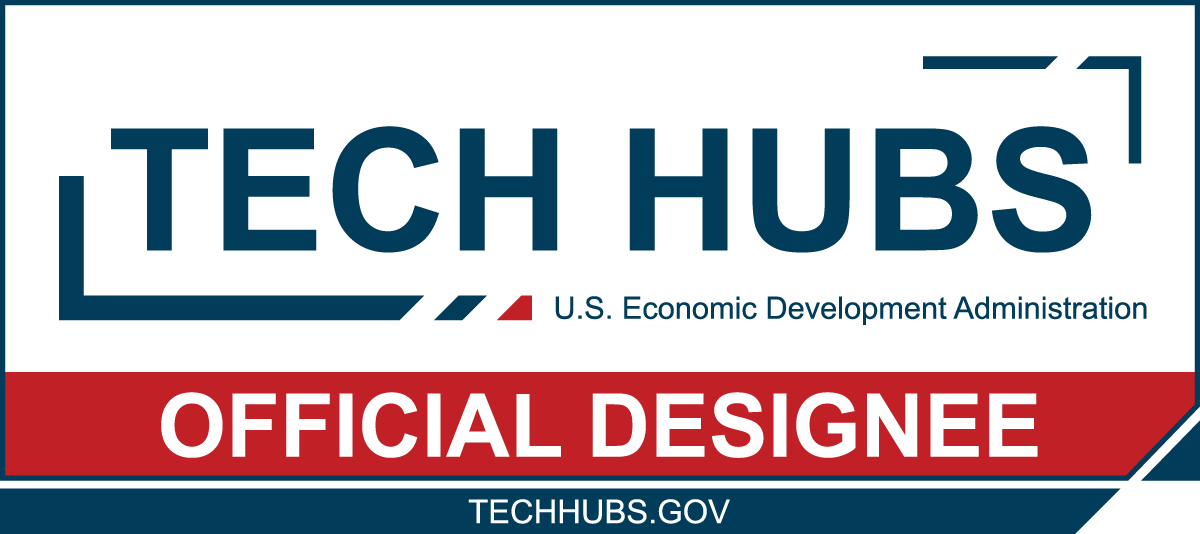 TECH HUBS
U.S. Economic Development Administration
OFFICIAL DESIGNEE
TECHHUBS.GOV